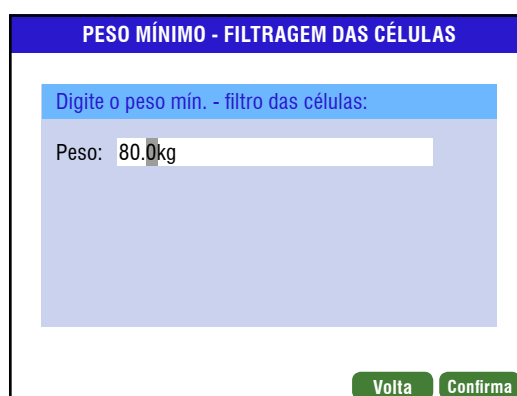 PESO MÍNIMO - FILTRAGEM DAS CÉLULAS
Digite o peso mín. - filtro das células:
Peso: 80.0kg
Volta Confirma